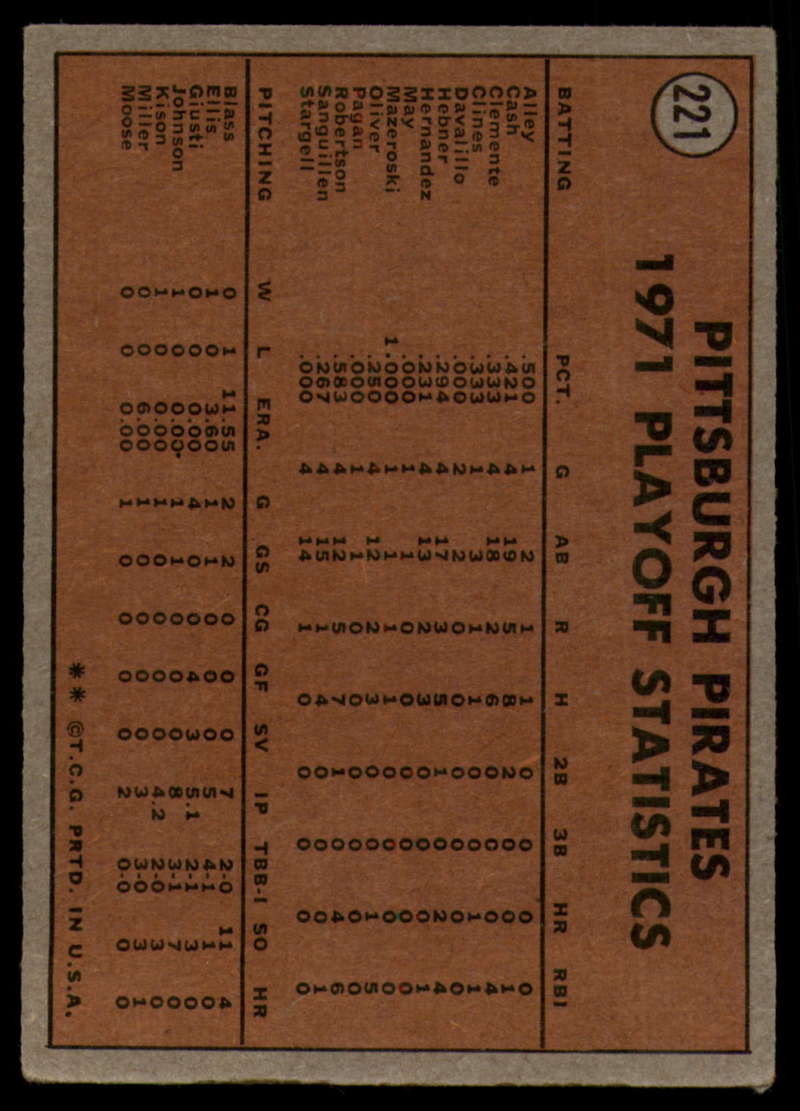 221
PITTSBURGH PIRATES
1971 PLAYOFF STATISTICS
BATTING PCT. G AB R H 2B 3B HR RBI
Alley .500 1 2 1 1 0 0 0 0
Cash .421 4 19 5 8 2 0 0 1
Clemente .333 4 18 2 6 0 0 0 4
Clines .333 1 3 1 1 0 0 1 1
Davalillo .000 2 2 0 0 0 0 0 0
Hebner .294 4 17 3 5 1 0 2 4
Hernandez .231 4 13 2 3 0 0 0 1
May .000 1 1 0 0 0 0 0 0
Mazeroski 1.000 1 1 1 1 0 0 0 0
Oliver .250 4 12 2 3 0 0 1 5
Pagan .000 1 1 0 0 0 0 0 0
Robertson .583 4 12 5 7 1 0 4 6
Sanguillen .267 4 15 1 4 0 0 0 1
Stargell .000 4 14 1 0 0 0 0 0
PITCHING W L ERA. G GS CG GF SV IP TBB-I SO HR
Blass 0 1 11.55 2 2 0 0 0 7 2-0 11 4
Ellis 1 0 3.60 1 1 0 0 0 5 4-1 1 0
Giusti 0 0 0.00 4 0 0 4 3 5.1 2-1 3 0
Johnson 1 0 0.00 1 1 0 0 0 8 3-1 7 0
Kison 1 0 0.00 1 0 0 0 0 4.2 2-0 3 0
Miller 0 0 6.00 1 0 0 0 0 3 3-0 3 1
Moose 0 0 0.00 1 0 0 0 0 2 0-0 0 0
** ©T.C.G. PRTD. IN U.S.A.